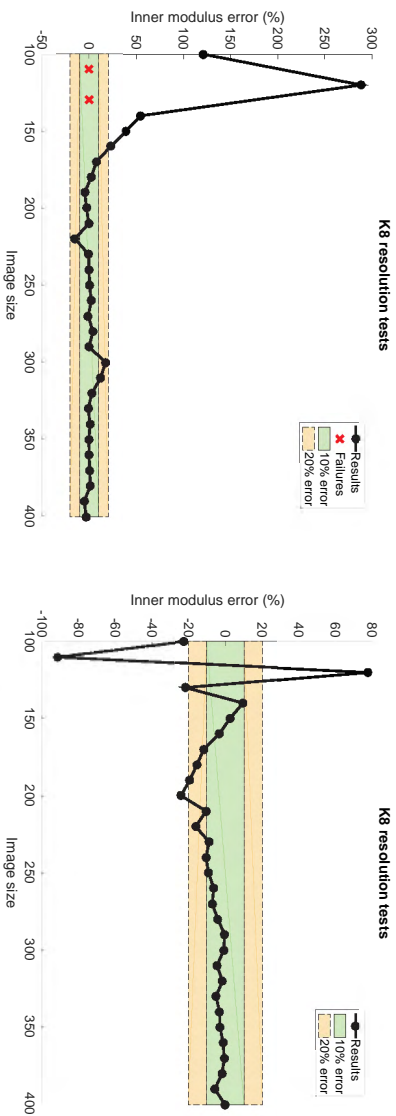 K8 resolution tests
Inner modulus error (%)
300
250
200
150
100
50
0
-50
100
150
200
250
300
350
400
Image size
Results
Failures
10% error
20% error
K8 resolution tests
Inner modulus error (%)
80
60
40
20
0
-20
-40
-60
-80
-100
100
150
200
250
300
350
400
Image size
Results
10% error
20% error